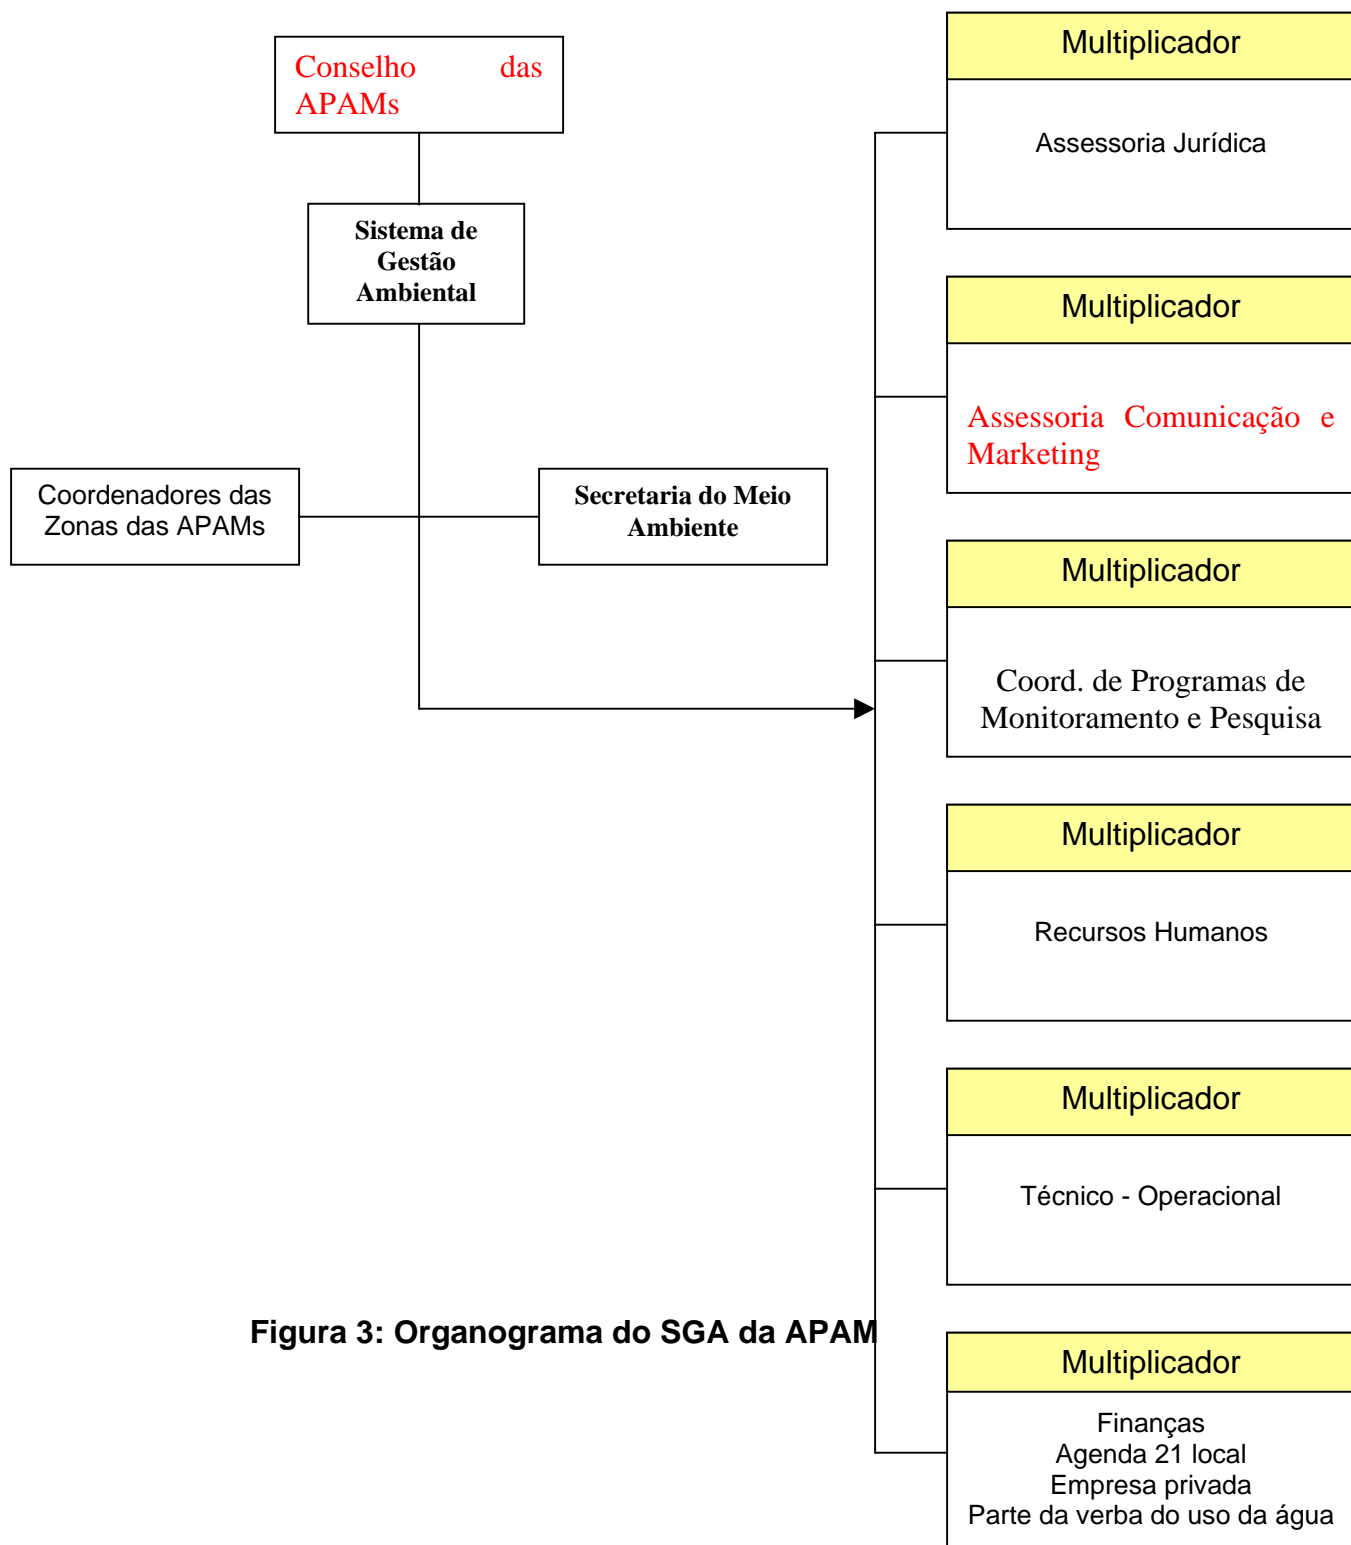 Conselho das
APAMs
Sistema de
Gestão
Ambiental
Coordenadores das
Zonas das APAMs
Secretaria do Meio
Ambiente
Multiplicador
Assessoria Jurídica
Multiplicador
Assessoria Comunicação e
Marketing
Multiplicador
Coord. de Programas de
Monitoramento e Pesquisa
Multiplicador
Recursos Humanos
Multiplicador
Técnico - Operacional
Multiplicador
Finanças
Agenda 21 local
Empresa privada
Parte da verba do uso da água
Figura 3: Organograma do SGA da APAM